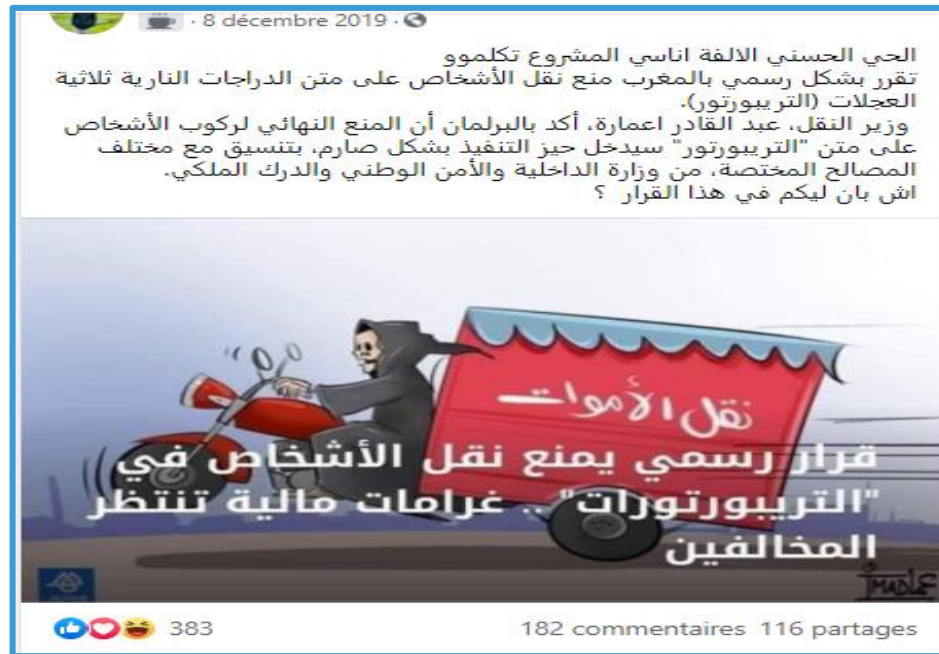 8 décembre 2019
الحي الحسني الالفة اناسي المشروع تكلموو
تقرر بشكل رسمي بالمغرب منع نقل الأشخاص على متن الدراجات النارية ثلاثية
العجلات (التريبورتور).
وزير النقل، عبد القادر اعمارة، أكد بالبرلمان أن المنع النهائي لركوب الأشخاص
على متن "التريبورتور" سيدخل حيز التنفيذ بشكل صارم، بتنسيق مع مختلف
المصالح المختصة، من وزارة الداخلية والأمن الوطني والدرك الملكي.
اش بان ليكم في هذا القرار ؟
نقل الأموات
قرار رسمي يمنع نقل الأشخاص في
"التريبورتورات" .. غرامات مالية تنتظر
المخالفين
383
182 commentaires 116 partages